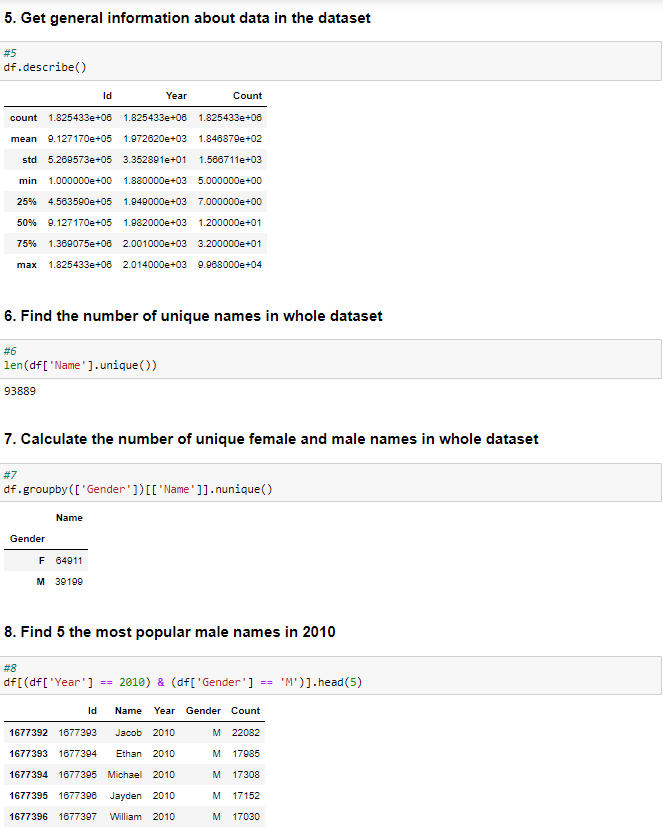 5. Get general information about data in the dataset
#5
df.describe()
Id Year Count
count 1.825433e+06 1.825433e+06 1.825433e+06
mean 9.127170e+05 1.972620e+03 1.846879e+02
std 5.269573e+05 3.352891e+01 1.566711e+03
min 1.000000e+00 1.880000e+03 5.000000e+00
25% 4.563590e+05 1.949000e+03 7.000000e+00
50% 9.127170e+05 1.982000e+03 1.200000e+01
75% 1.369075e+06 2.001000e+03 3.200000e+01
max 1.825433e+06 2.014000e+03 9.968000e+04
6. Find the number of unique names in whole dataset
#6
len(df['Name'].unique())
93889
7. Calculate the number of unique female and male names in whole dataset
#7
df.groupby(['Gender'])[['Name']].nunique()
Name
Gender
F 64911
M 39199
8. Find 5 the most popular male names in 2010
#8
df[(df['Year'] == 2010) & (df['Gender'] == 'M')].head(5)
Id Name Year Gender Count
1677392 1677393 Jacob 2010 M 22082
1677393 1677394 Ethan 2010 M 17985
1677394 1677395 Michael 2010 M 17308
1677395 1677396 Jayden 2010 M 17152
1677396 1677397 William 2010 M 17030